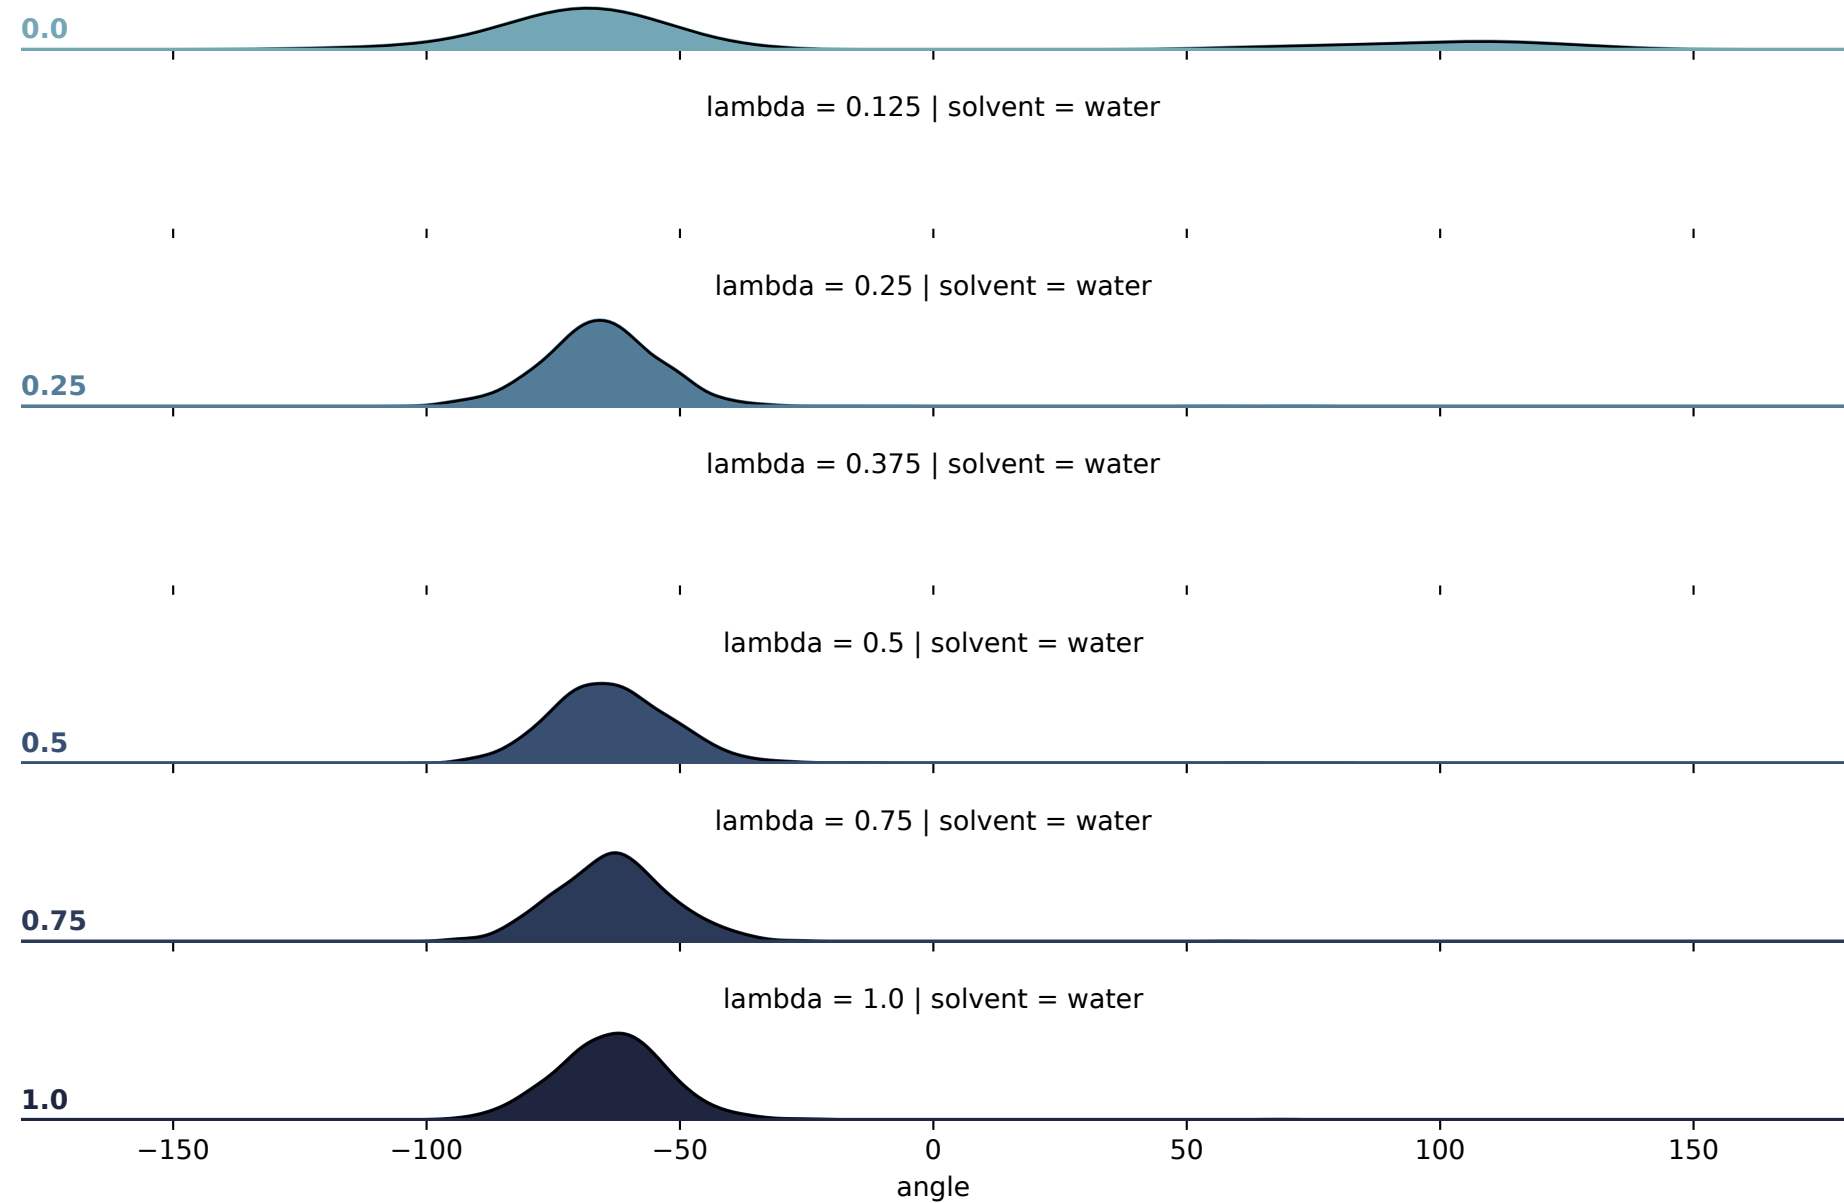 0.0
lambda = 0.125 | solvent = water
lambda = 0.25 | solvent = water
0.25
lambda = 0.375 | solvent = water
lambda = 0.5 | solvent = water
0.5
lambda = 0.75 | solvent = water
0.75
lambda = 1.0 | solvent = water
1.0
−150 −100 −50 0 50 100 150
angle